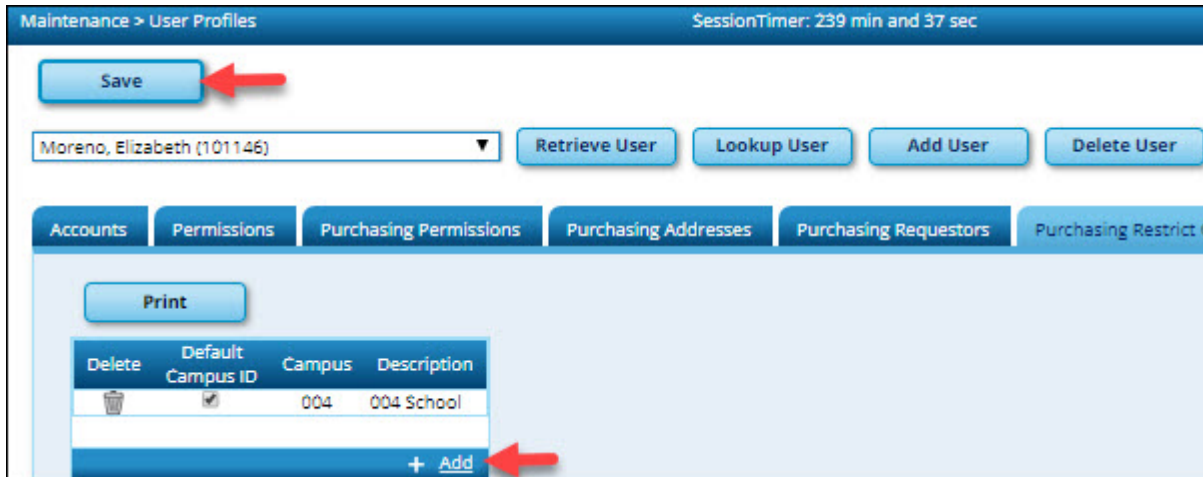 Maintenance > User Profiles SessionTimer: 239 min and 37 sec
Save
Moreno, Elizabeth (101146) Retrieve User Lookup User Add User Delete User
Accounts Permissions Purchasing Permissions Purchasing Addresses Purchasing Requestors Purchasing Restrict
Print
Delete Default Campus ID Campus Description
004 004 School
+ Add